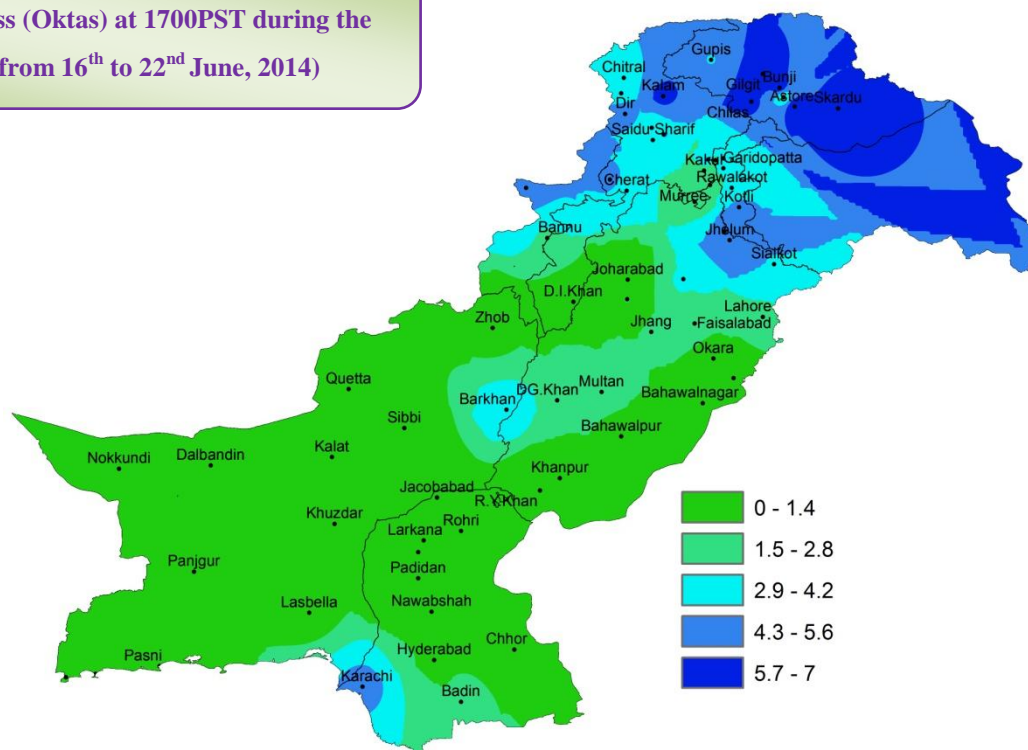 ss (Oktas) at 1700PST during the
from 16th to 22nd June, 2014)
Gupis
Chitral
Bunji
Gilgit
Kalam
Astore Skardu
Dir
Chilas
Saidu Sharif
Kakul Garidopatta
Rawalakot
Cherat
Murree Kotli
Bannu
Jhelum
Sialkot
Joharabad
D.I.Khan
Lahore
Zhob
Jhang Faisalabad
Okara
Quetta
Multan
DG.Khan
Bahawalnagar
Barkhan
Sibbi
Bahawalpur
Kalat
Nokkundi Dalbandin
Khanpur
Jacobabad
R.Y.Khan
0 - 1.4
Khuzdar
Rohri
Larkana
1.5 - 2.8
Panjgur
Padidan
2.9 - 4.2
Lasbella
Nawabshah
4.3 - 5.6
Chhor
Hyderabad
Pasni
5.7 - 7
Karachi
Badin